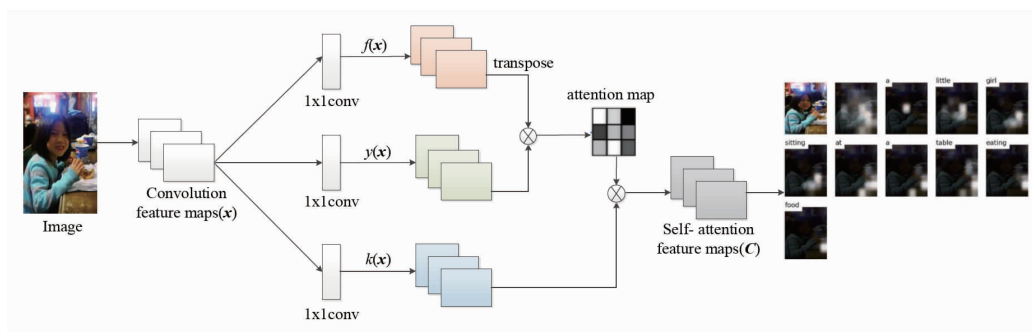 Image
Convolution
feature maps(x)
f(x)
1x1conv
y(x)
1x1conv
k(x)
1x1conv
transpose
attention map
Self- attention
feature maps(C)
a
little
girl
sitting
at
a
table
eating
food